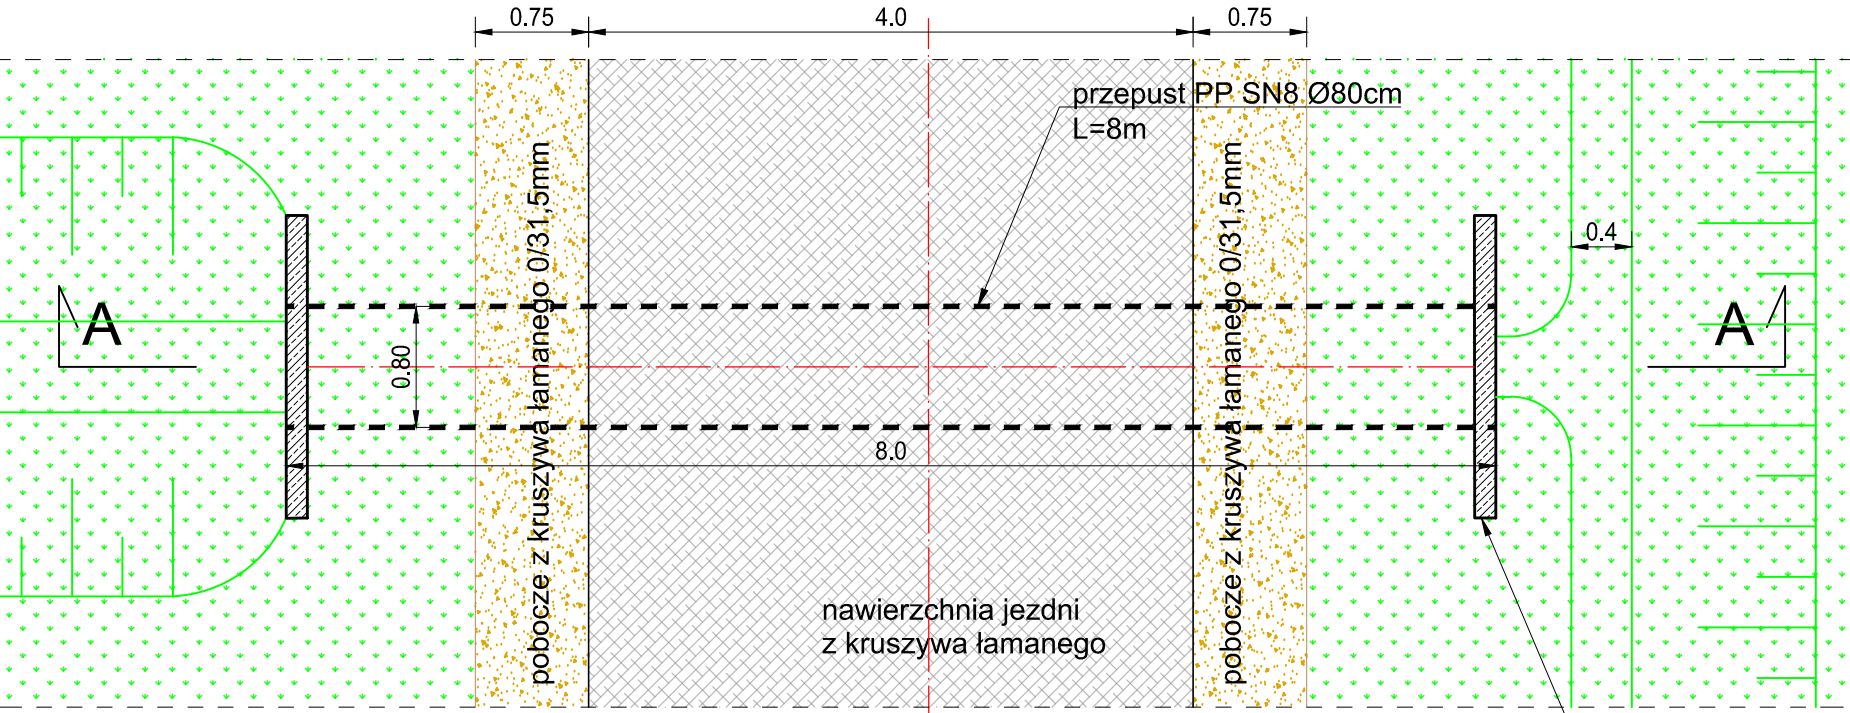 0.75
4.0
0.75
przepust PP SN8 Ø80cm
L=8m
pobocze z kruszywa łamanego 0/31,5mm
pobocze z kruszywa łamanego 0/31,5mm
0.4
A
A
0.80
8.0
nawierzchnia jezdni
z kruszywa łamanego